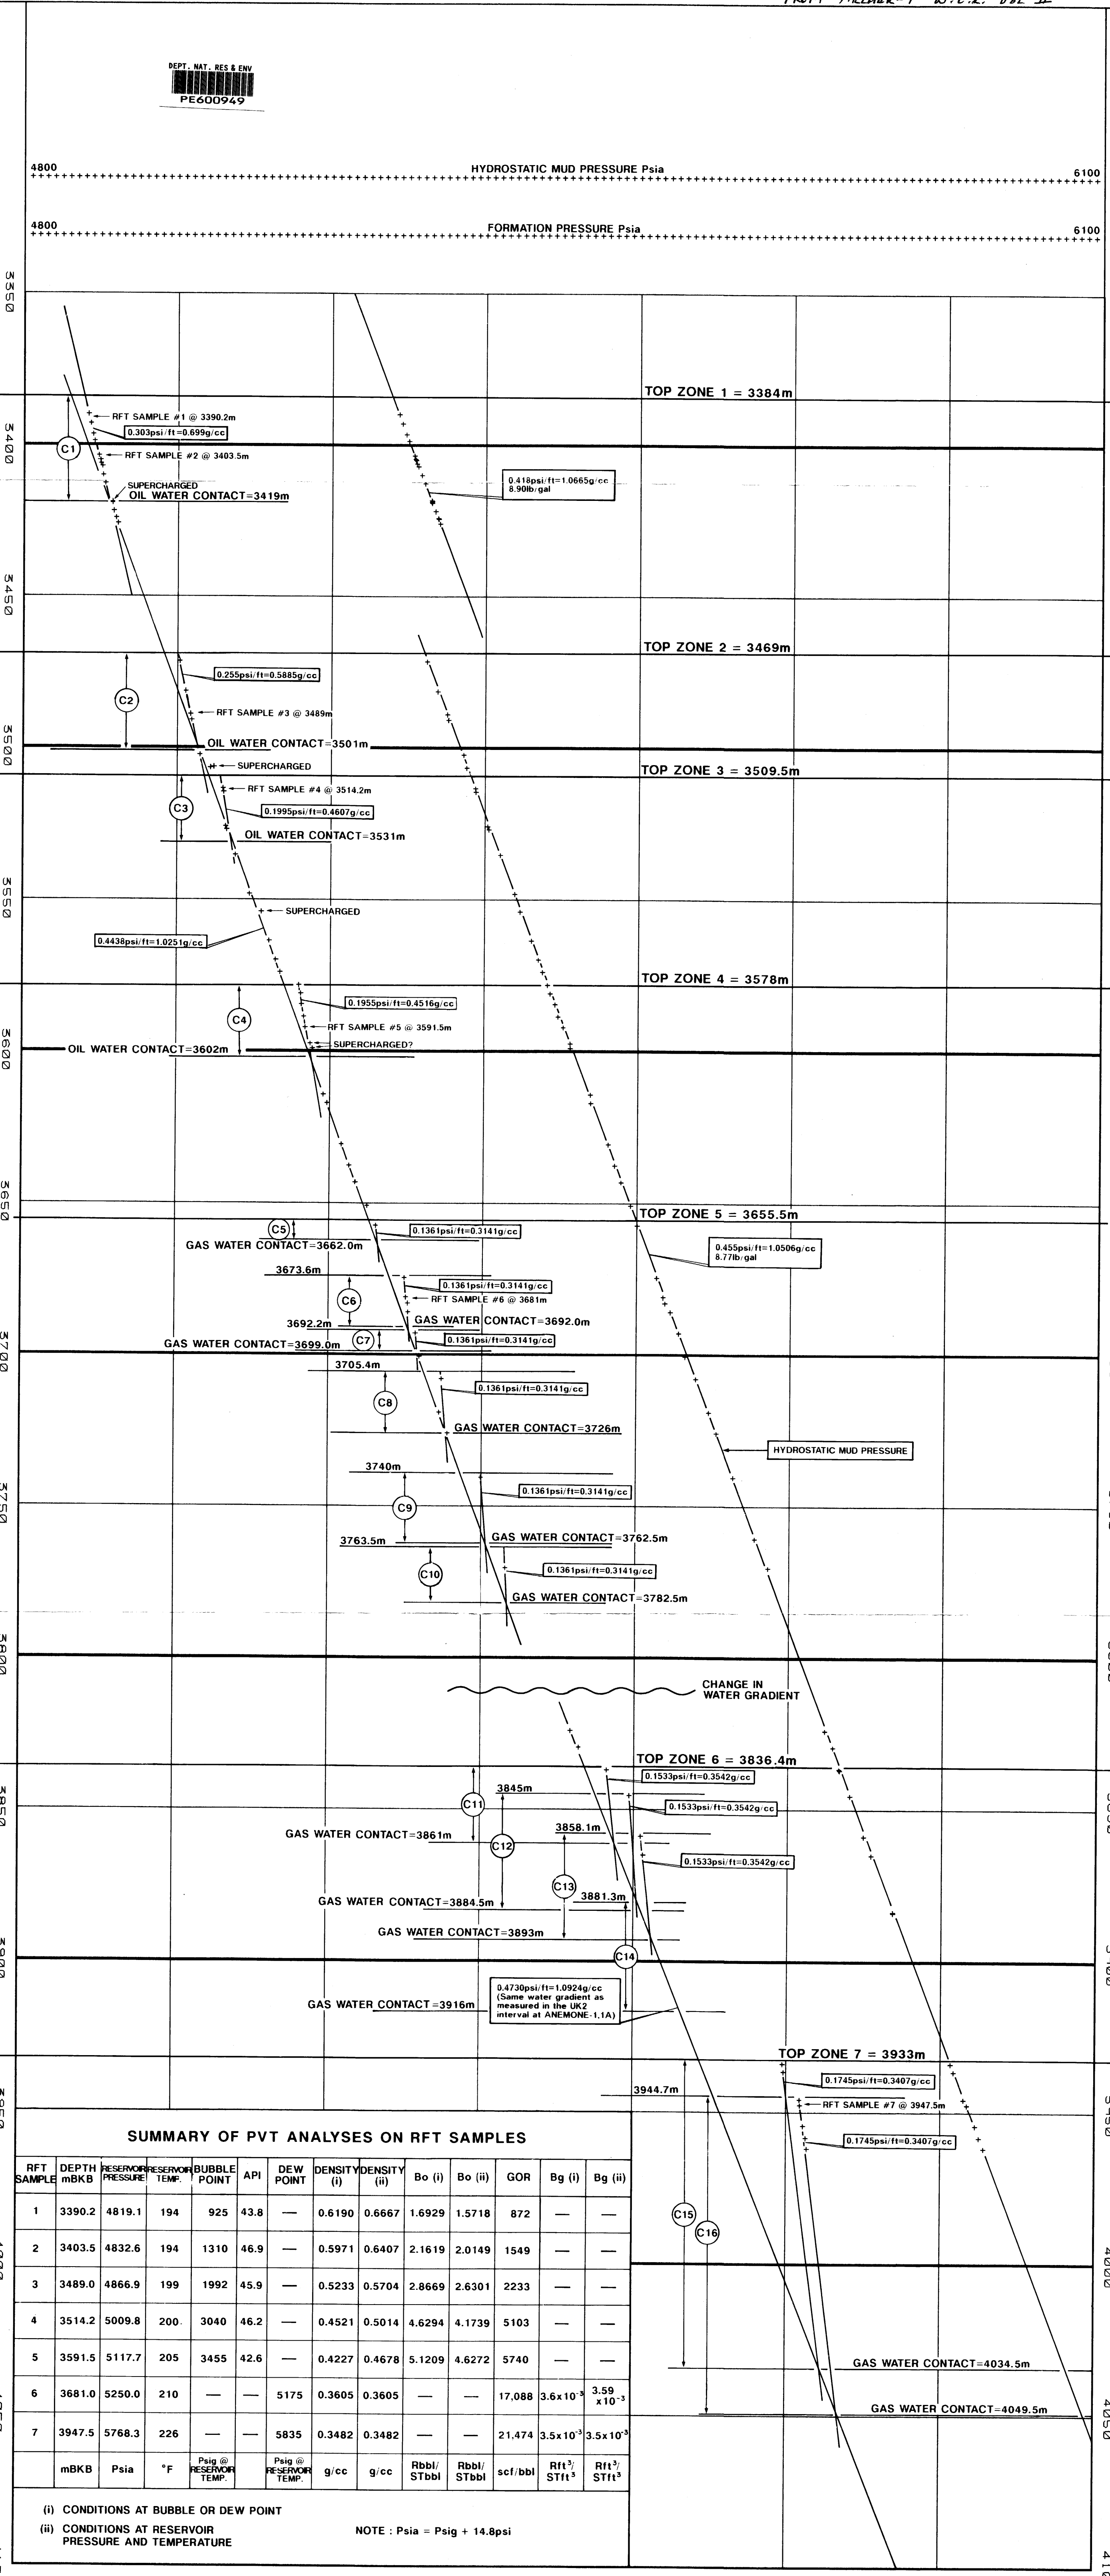 DEPT. NAT. RES & ENV
PE600949
4800 HYDROSTATIC MUD PRESSURE Psia 6100
4800 FORMATION PRESSURE Psia 6100
3350
TOP ZONE 1 = 3384m
RFT SAMPLE #1 @ 3390.2m
0.303psi/ft=0.699g/cc
3400
C1
RFT SAMPLE #2 @ 3403.5m
0.418psi/ft=1.0665g/cc
8.90lb/gal
SUPERCHARGED
OIL WATER CONTACT=3419m
3450
TOP ZONE 2 = 3469m
0.255psi/ft=0.5885g/cc
C2
RFT SAMPLE #3 @ 3489m
3500
OIL WATER CONTACT=3501m
SUPERCHARGED
TOP ZONE 3 = 3509.5m
RFT SAMPLE #4 @ 3514.2m
C3
0.1995psi/ft=0.4607g/cc
OIL WATER CONTACT=3531m
3550
SUPERCHARGED
0.4438psi/ft=1.0251g/cc
TOP ZONE 4 = 3578m
0.1955psi/ft=0.4516g/cc
C4
RFT SAMPLE #5 @ 3591.5m
SUPERCHARGED?
3600
OIL WATER CONTACT=3602m
3650
TOP ZONE 5 = 3655.5m
C5
0.1361psi/ft=0.3141g/cc
GAS WATER CONTACT=3662.0m
0.455psi/ft=1.0506g/cc
8.77lb/gal
3673.6m
0.1361psi/ft=0.3141g/cc
C6
RFT SAMPLE #6 @ 3681m
3692.2m
GAS WATER CONTACT=3692.0m
C7
0.1361psi/ft=0.3141g/cc
GAS WATER CONTACT=3699.0m
3700
3705.4m
0.1361psi/ft=0.3141g/cc
C8
GAS WATER CONTACT=3726m
HYDROSTATIC MUD PRESSURE
3740m
0.1361psi/ft=0.3141g/cc
3750
C9
3763.5m
GAS WATER CONTACT=3762.5m
0.1361psi/ft=0.3141g/cc
C10
GAS WATER CONTACT=3782.5m
3800
CHANGE IN
WATER GRADIENT
TOP ZONE 6 = 3836.4m
0.1533psi/ft=0.3542g/cc
3845m
C11
0.1533psi/ft=0.3542g/cc
3850
3858.1m
GAS WATER CONTACT=3861m
C12
0.1533psi/ft=0.3542g/cc
C13
3881.3m
GAS WATER CONTACT=3884.5m
GAS WATER CONTACT=3893m
C14
3900
0.4730psi/ft=1.0924g/cc
(Same water gradient as
measured in the UK2
interval at ANEMONE-1,1A)
GAS WATER CONTACT=3916m
TOP ZONE 7 = 3933m
0.1745psi/ft=0.3407g/cc
3944.7m
RFT SAMPLE #7 @ 3947.5m
0.1745psi/ft=0.3407g/cc
C15
C16
4000
GAS WATER CONTACT=4034.5m
GAS WATER CONTACT=4049.5m
4050
SUMMARY OF PVT ANALYSES ON RFT SAMPLES
RFT SAMPLE DEPTH mBKB RESERVOIR PRESSURE RESERVOIR TEMP. BUBBLE POINT API DEW POINT DENSITY (i) DENSITY (ii) Bo (i) Bo (ii) GOR Bg (i) Bg (ii)
1 3390.2 4819.1 194 925 43.8 — 0.6190 0.6667 1.6929 1.5718 872 — —
2 3403.5 4832.6 194 1310 46.9 — 0.5971 0.6407 2.1619 2.0149 1549 — —
3 3489.0 4866.9 199 1992 45.9 — 0.5233 0.5704 2.8669 2.6301 2233 — —
4 3514.2 5009.8 200 3040 46.2 — 0.4521 0.5014 4.6294 4.1739 5103 — —
5 3591.5 5117.7 205 3455 42.6 — 0.4227 0.4678 5.1209 4.6272 5740 — —
6 3681.0 5250.0 210 — — 5175 0.3605 0.3605 — — 17,088 3.6x10⁻³ 3.59 x10⁻³
7 3947.5 5768.3 226 — — 5835 0.3482 0.3482 — — 21,474 3.5x10⁻³ 3.5x10⁻³
mBKB Psia °F Psig @ RESERVOIR TEMP. Psig @ RESERVOIR TEMP. g/cc g/cc Rbbl/STbbl Rbbl/STbbl scf/bbl Rft³/STft³ Rft³/STft³
(i) CONDITIONS AT BUBBLE OR DEW POINT
(ii) CONDITIONS AT RESERVOIR
PRESSURE AND TEMPERATURE
NOTE : Psia = Psig + 14.8psi